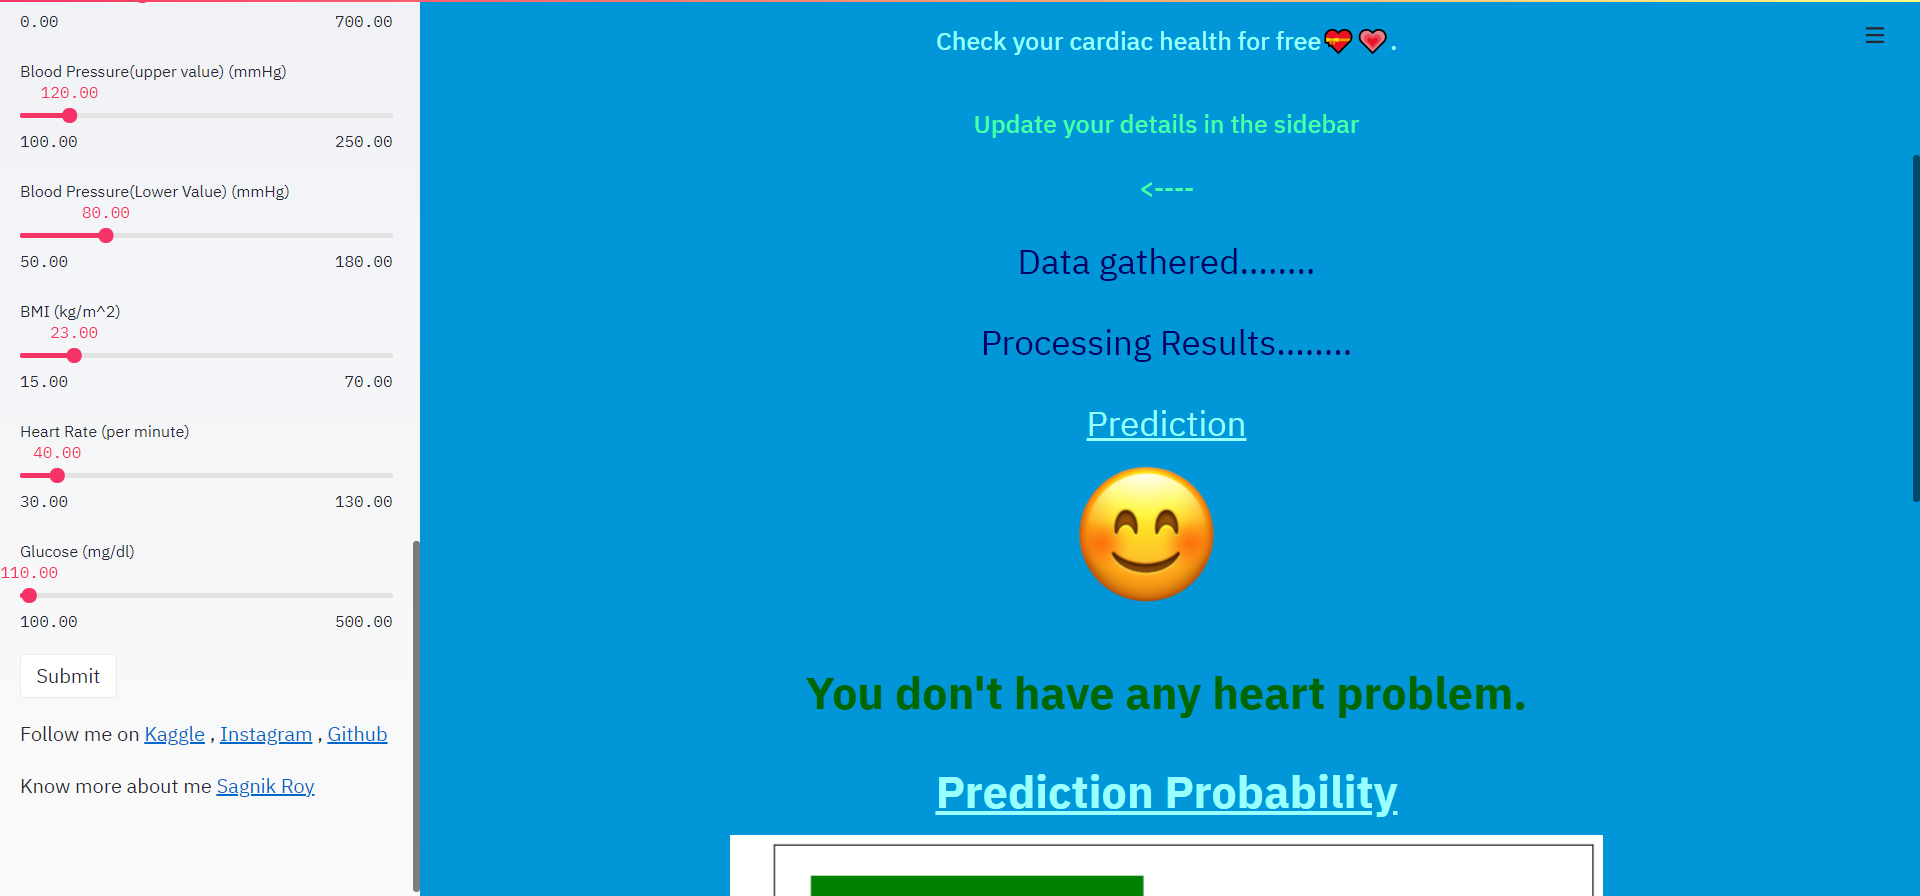 0.00 700.00
Blood Pressure(upper value) (mmHg)
120.00
100.00 250.00
Blood Pressure(Lower Value) (mmHg)
80.00
50.00 180.00
BMI (kg/m^2)
23.00
15.00 70.00
Heart Rate (per minute)
40.00
30.00 130.00
Glucose (mg/dl)
110.00
100.00 500.00
Submit
Follow me on Kaggle , Instagram , Github
Know more about me Sagnik Roy
Check your cardiac health for free💝💗.
Update your details in the sidebar
<----
Data gathered........
Processing Results........
Prediction
You don't have any heart problem.
Prediction Probability